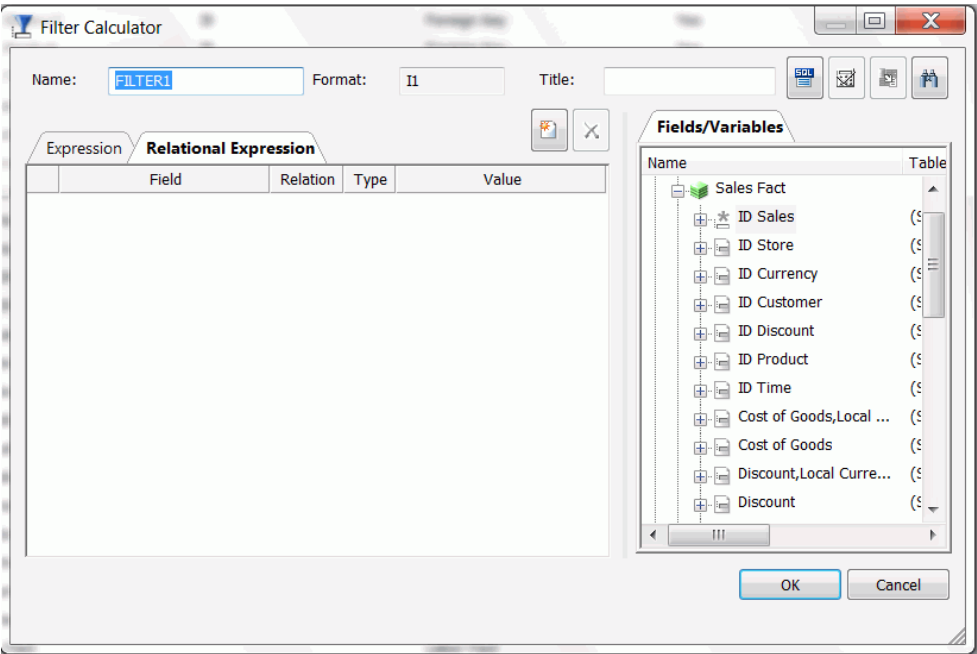 Filter Calculator
Name: FILTER1 Format: I1 Title:
SQL
Expression Relational Expression
Field Relation Type Value
Fields/Variables
Name Table
Sales Fact
ID Sales (S
ID Store (S
ID Currency (S
ID Customer (S
ID Discount (S
ID Product (S
ID Time (S
Cost of Goods,Local ... (S
Cost of Goods (S
Discount,Local Curre... (S
Discount (S
OK Cancel